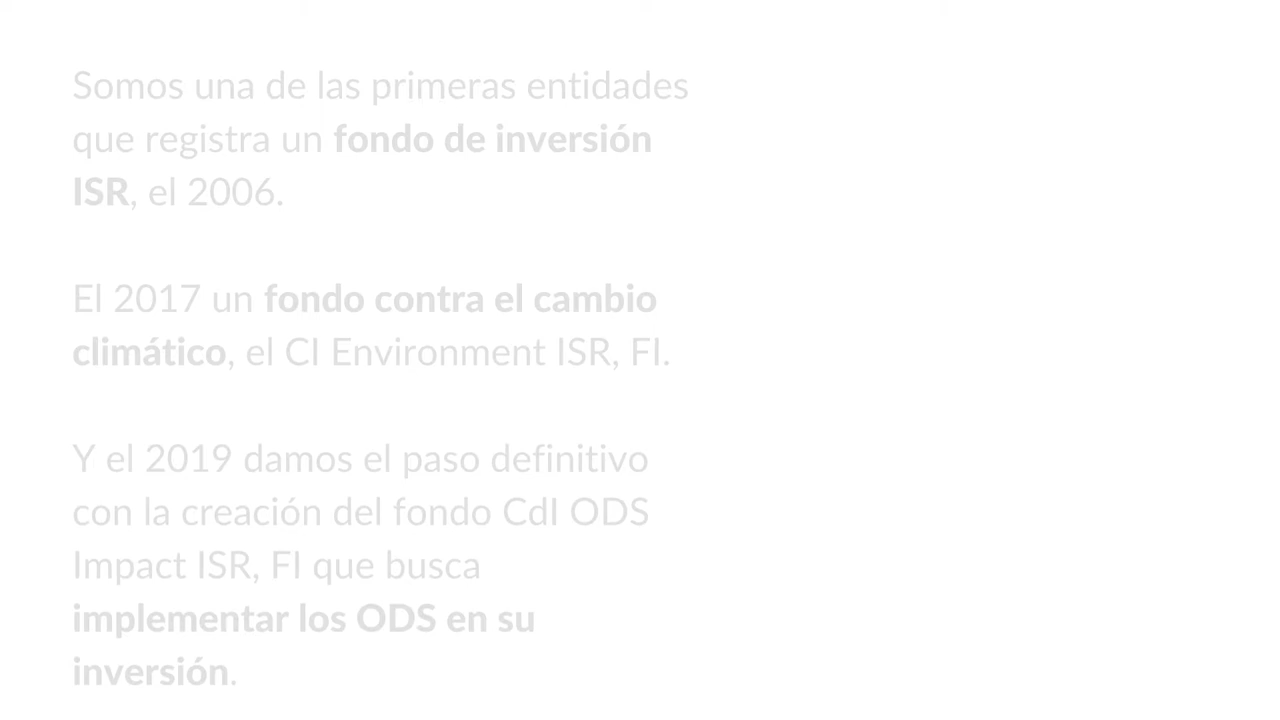 Somos una de las primeras entidades
que registra un fondo de inversión
ISR, el 2006.
El 2017 un fondo contra el cambio
climático, el CI Environment ISR, FI.
Y el 2019 damos el paso definitivo
con la creación del fondo CdI ODS
Impact ISR, FI que busca
implementar los ODS en su
inversión.